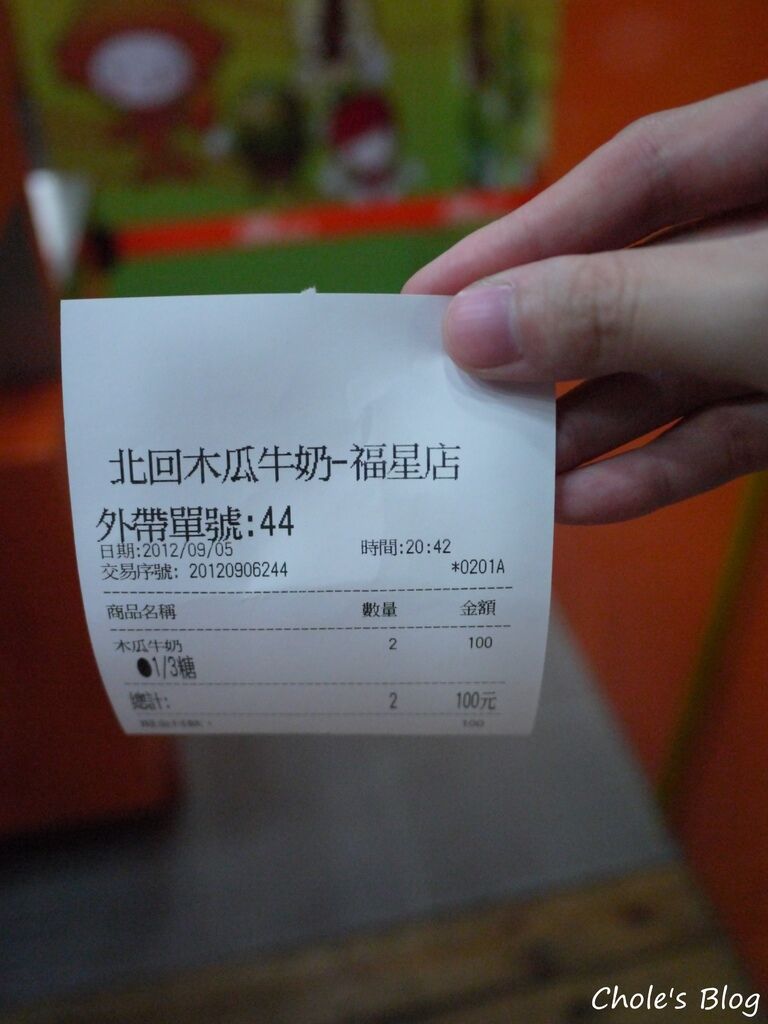 北回木瓜牛奶-福星店
外帶單號:44
日期:2012/09/05 時間:20:42
交易序號: 20120906244 *0201A
商品名稱 數量 金額
木瓜牛奶 2 100
●1/3糖
總計: 2 100元
100
Chole's Blog